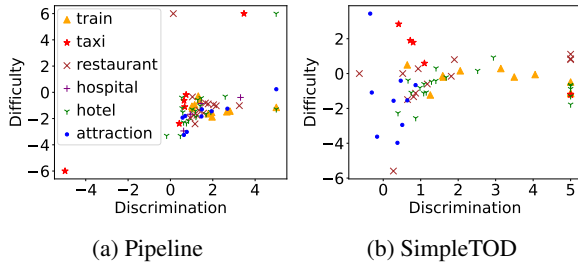 6
4
2
0
−2
−4
−6
Difficulty
train
taxi
restaurant
hospital
hotel
attraction
−4 −2 0 2 4
Discrimination
(a) Pipeline
4
2
0
−2
−4
−6
Difficulty
0 1 2 3 4 5
Discrimination
(b) SimpleTOD